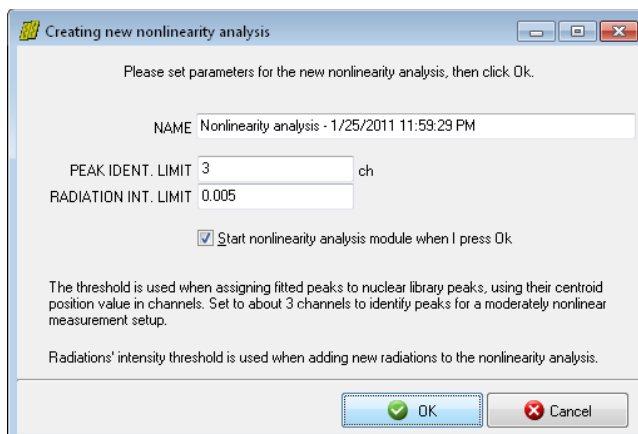 Creating new nonlinearity analysis
Please set parameters for the new nonlinearity analysis, then click Ok.
NAME Nonlinearity analysis - 1/25/2011 11:59:29 PM
PEAK IDENT. LIMIT 3 ch
RADIATION INT. LIMIT 0.005
Start nonlinearity analysis module when I press Ok
The threshold is used when assigning fitted peaks to nuclear library peaks, using their centroid
position value in channels. Set to about 3 channels to identify peaks for a moderately nonlinear
measurement setup.
Radiations' intensity threshold is used when adding new radiations to the nonlinearity analysis.
OK Cancel